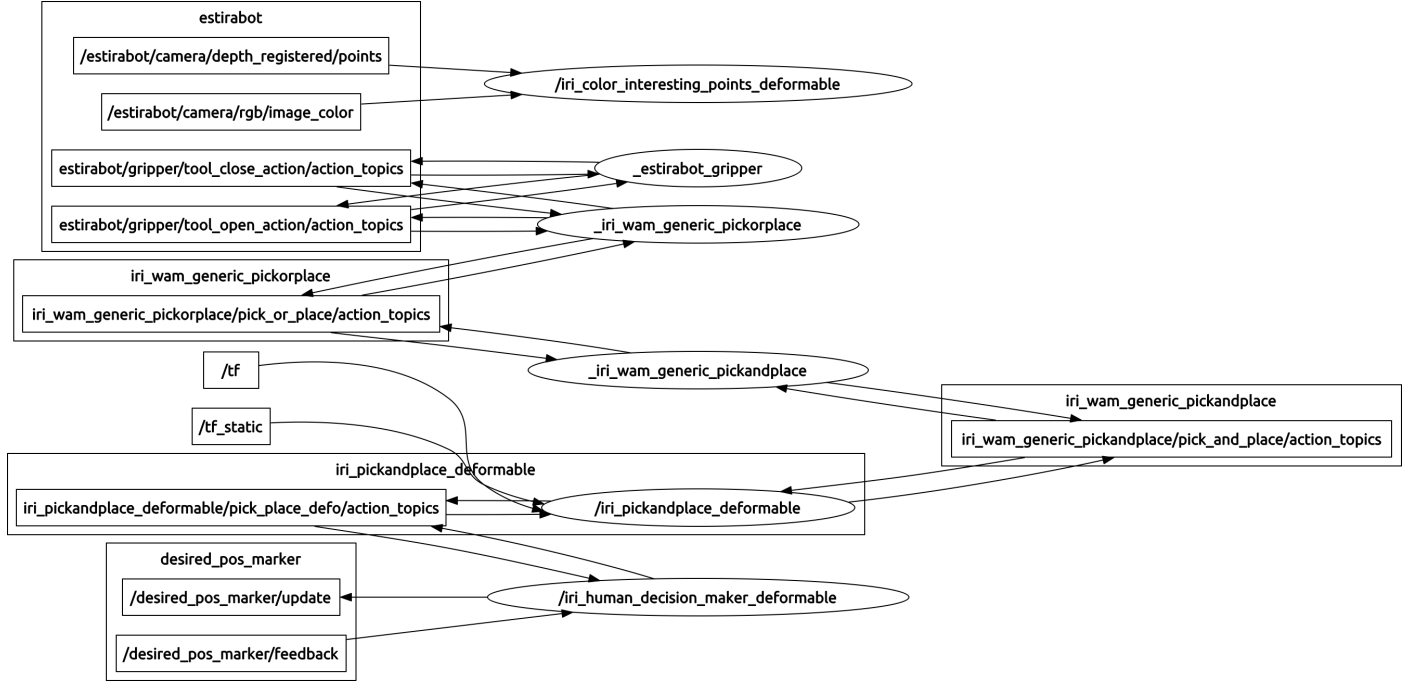 estirabot
/estirabot/camera/depth_registered/points
/iri_color_interesting_points_deformable
/estirabot/camera/rgb/image_color
estirabot/gripper/tool_close_action/action_topics
_estirabot_gripper
estirabot/gripper/tool_open_action/action_topics
_iri_wam_generic_pickorplace
iri_wam_generic_pickorplace
iri_wam_generic_pickorplace/pick_or_place/action_topics
/tf
_iri_wam_generic_pickandplace
iri_wam_generic_pickandplace
/tf_static
iri_wam_generic_pickandplace/pick_and_place/action_topics
iri_pickandplace_deformable
iri_pickandplace_deformable/pick_place_defo/action_topics
/iri_pickandplace_deformable
desired_pos_marker
/desired_pos_marker/update
/iri_human_decision_maker_deformable
/desired_pos_marker/feedback